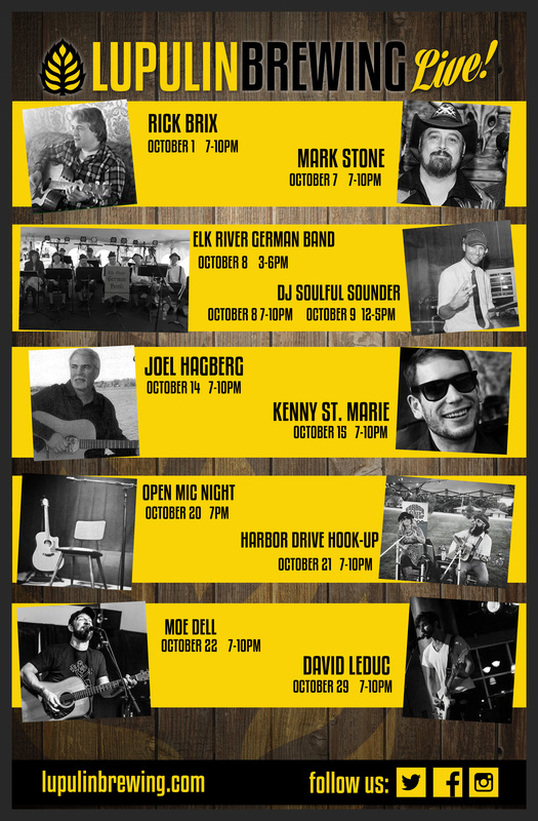 LUPULINBREWING Live!
RICK BRIX
OCTOBER 1 7-10PM
MARK STONE
OCTOBER 7 7-10PM
ELK RIVER GERMAN BAND
OCTOBER 8 3-6PM
DJ SOULFUL SOUNDER
OCTOBER 8 7-10PM OCTOBER 9 12-5PM
JOEL HAGBERG
OCTOBER 14 7-10PM
KENNY ST. MARIE
OCTOBER 15 7-10PM
OPEN MIC NIGHT
OCTOBER 20 7PM
HARBOR DRIVE HOOK-UP
OCTOBER 21 7-10PM
MOE DELL
OCTOBER 22 7-10PM
DAVID LEDUC
OCTOBER 29 7-10PM
lupulinbrewing.com
follow us: